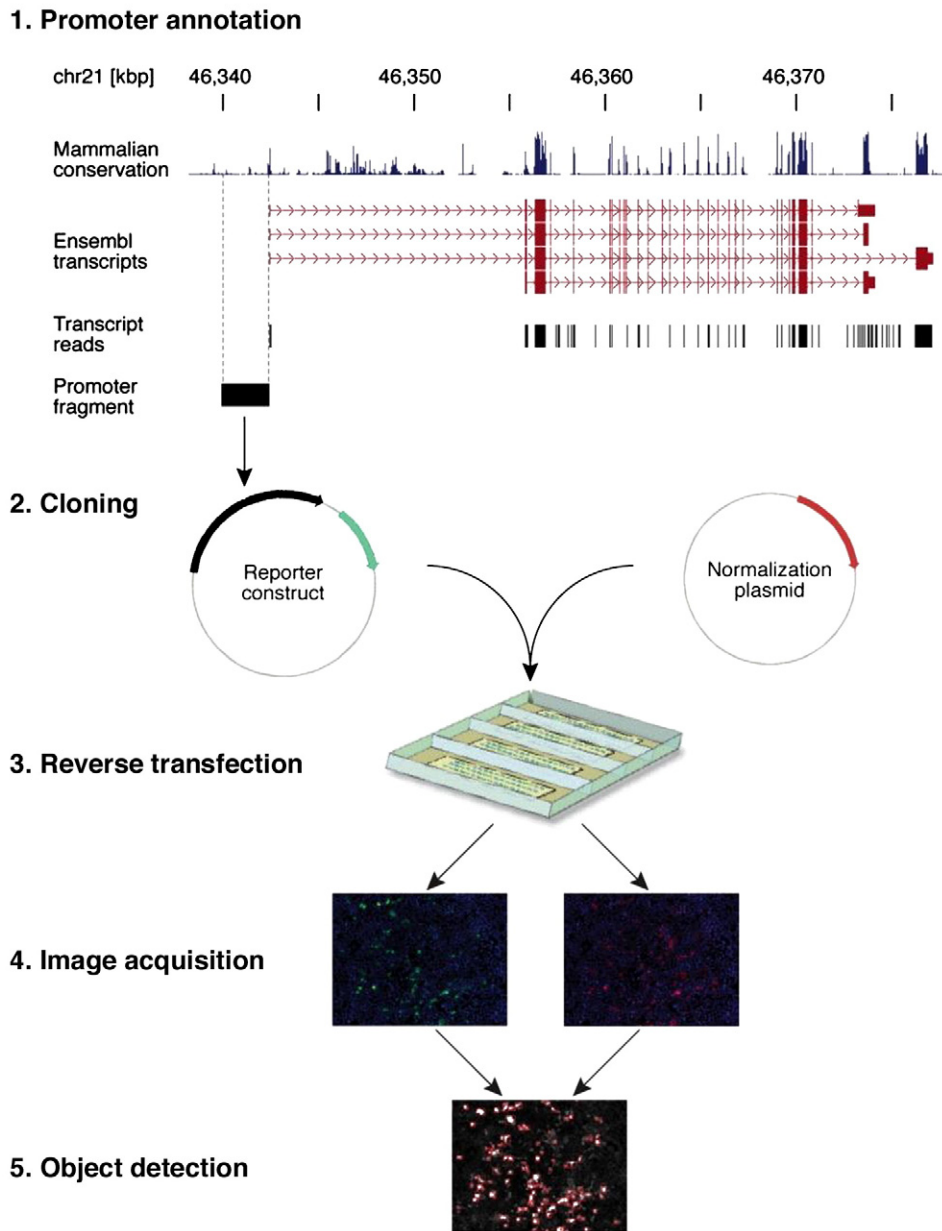 1. Promoter annotation
chr21 [kbp] 46,340 46,350 46,360 46,370
Mammalian
conservation
Ensembl
transcripts
Transcript
reads
Promoter
fragment
2. Cloning
Reporter
construct
Normalization
plasmid
3. Reverse transfection
4. Image acquisition
5. Object detection